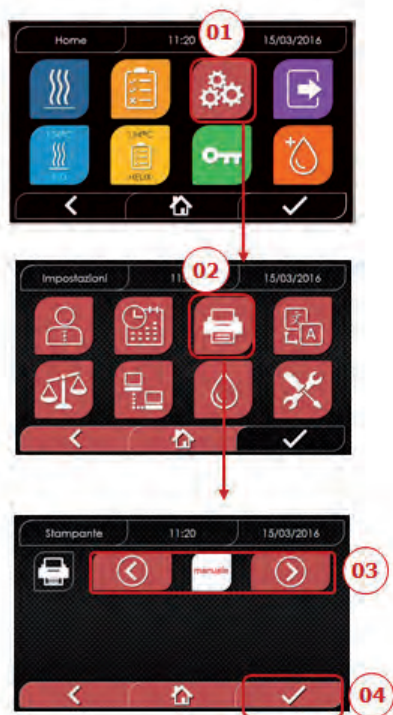 Home 11:20 01 15/03/2016
134°C
134°C
HELIX
02
Impostazioni 11 15/03/2016
A
Stampante 11:20 15/03/2016
manuale
03
04